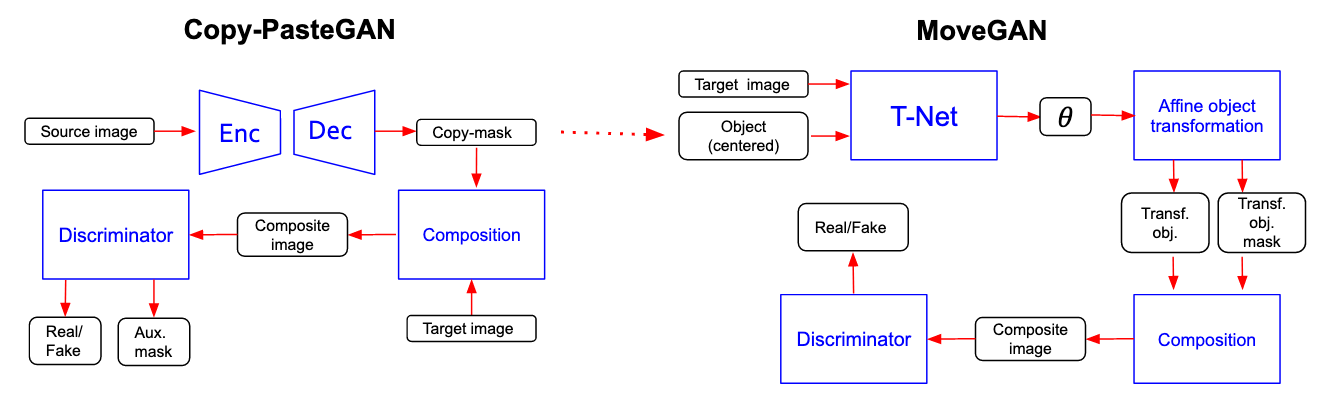 Copy-PasteGAN
Source image
Enc
Dec
Copy-mask
Discriminator
Composite
image
Composition
Real/
Fake
Aux.
mask
Target image
MoveGAN
Target image
Object
(centered)
T-Net
θ
Affine object
transformation
Transf.
obj.
Transf.
obj.
mask
Real/Fake
Discriminator
Composite
image
Composition